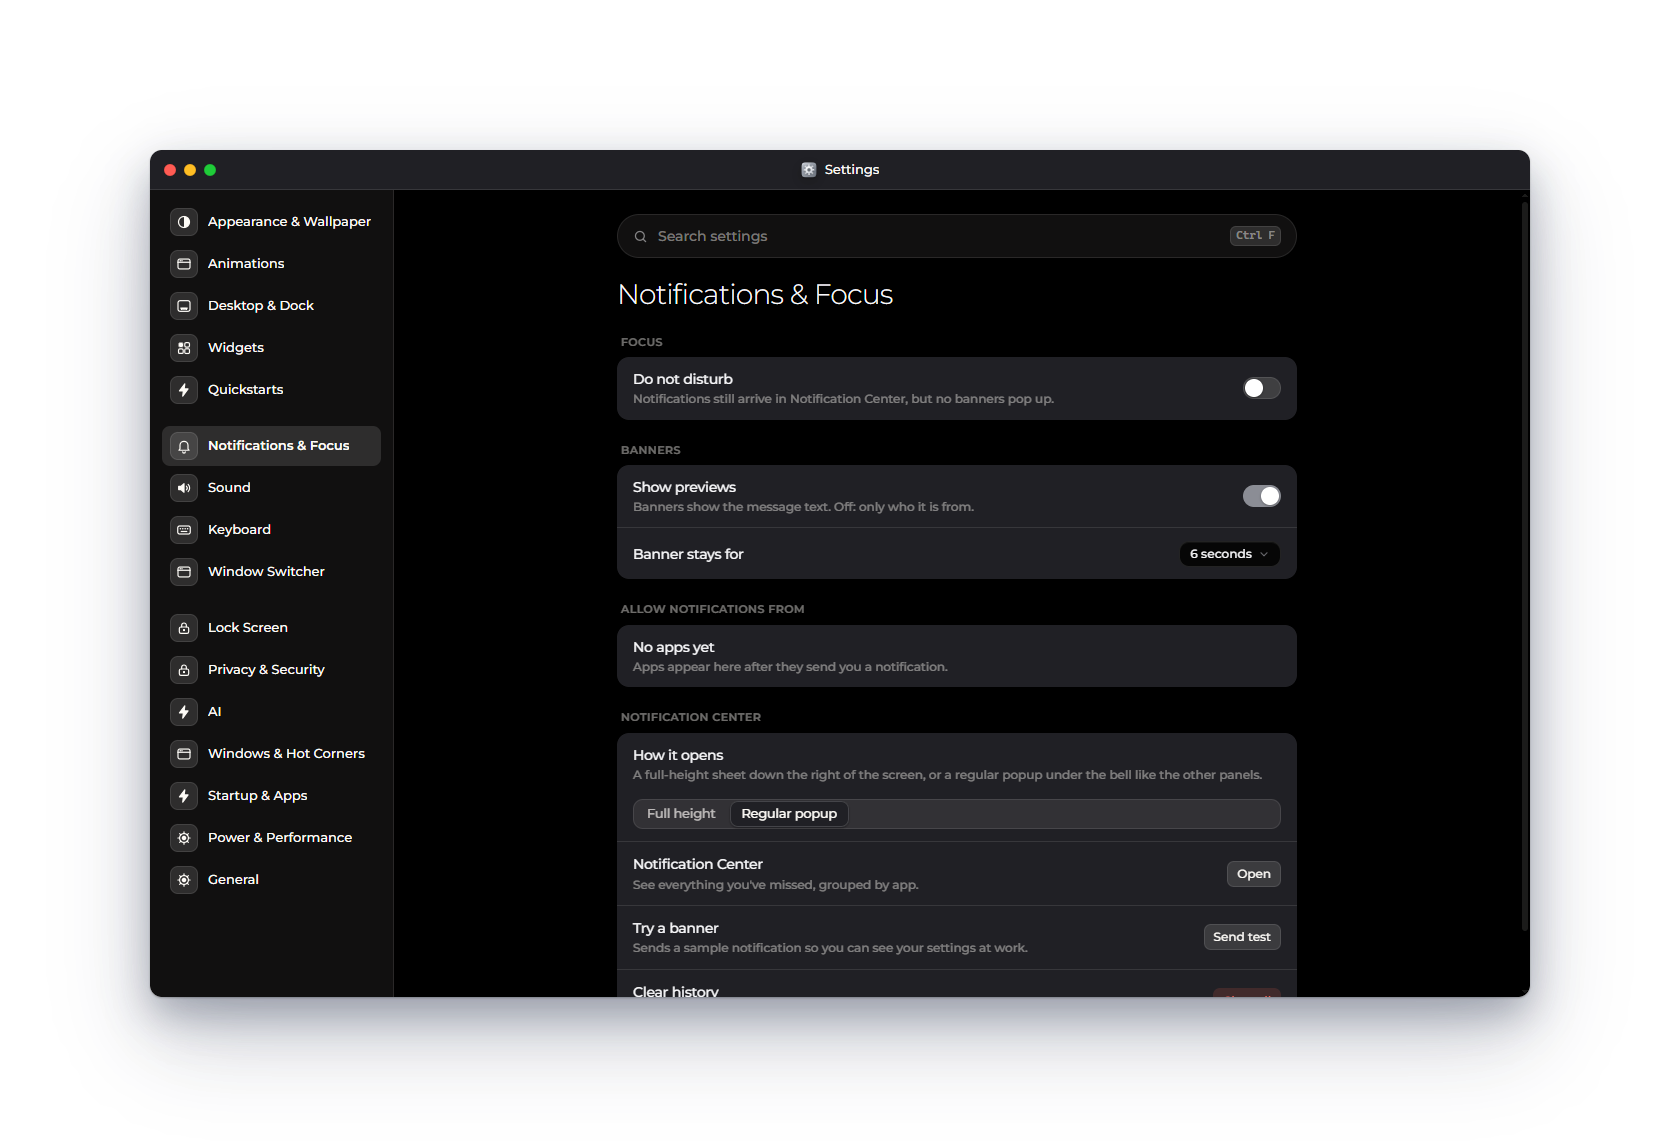 Settings
Appearance & Wallpaper
Animations
Desktop & Dock
Widgets
Quickstarts
Notifications & Focus
Sound
Keyboard
Window Switcher
Lock Screen
Privacy & Security
AI
Windows & Hot Corners
Startup & Apps
Power & Performance
General
Search settings
Ctrl F
Notifications & Focus
FOCUS
Do not disturb
Notifications still arrive in Notification Center, but no banners pop up.
BANNERS
Show previews
Banners show the message text. Off: only who it is from.
Banner stays for
6 seconds
ALLOW NOTIFICATIONS FROM
No apps yet
Apps appear here after they send you a notification.
NOTIFICATION CENTER
How it opens
A full-height sheet down the right of the screen, or a regular popup under the bell like the other panels.
Full height
Regular popup
Notification Center
See everything you've missed, grouped by app.
Open
Try a banner
Sends a sample notification so you can see your settings at work.
Send test
Clear history